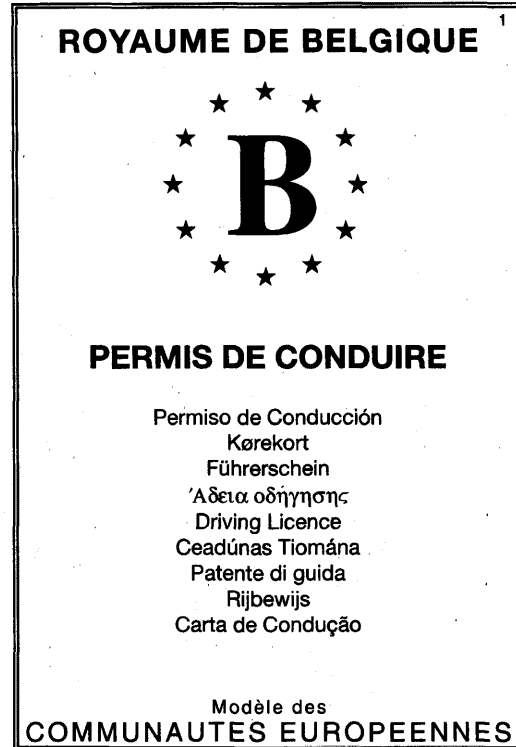 1
ROYAUME DE BELGIQUE
B
PERMIS DE CONDUIRE
Permiso de Conducción
Kørekort
Führerschein
Άδεια οδήγησης
Driving Licence
Ceadúnas Tiomána
Patente di guida
Rijbewijs
Carta de Condução
Modèle des
COMMUNAUTES EUROPEENNES